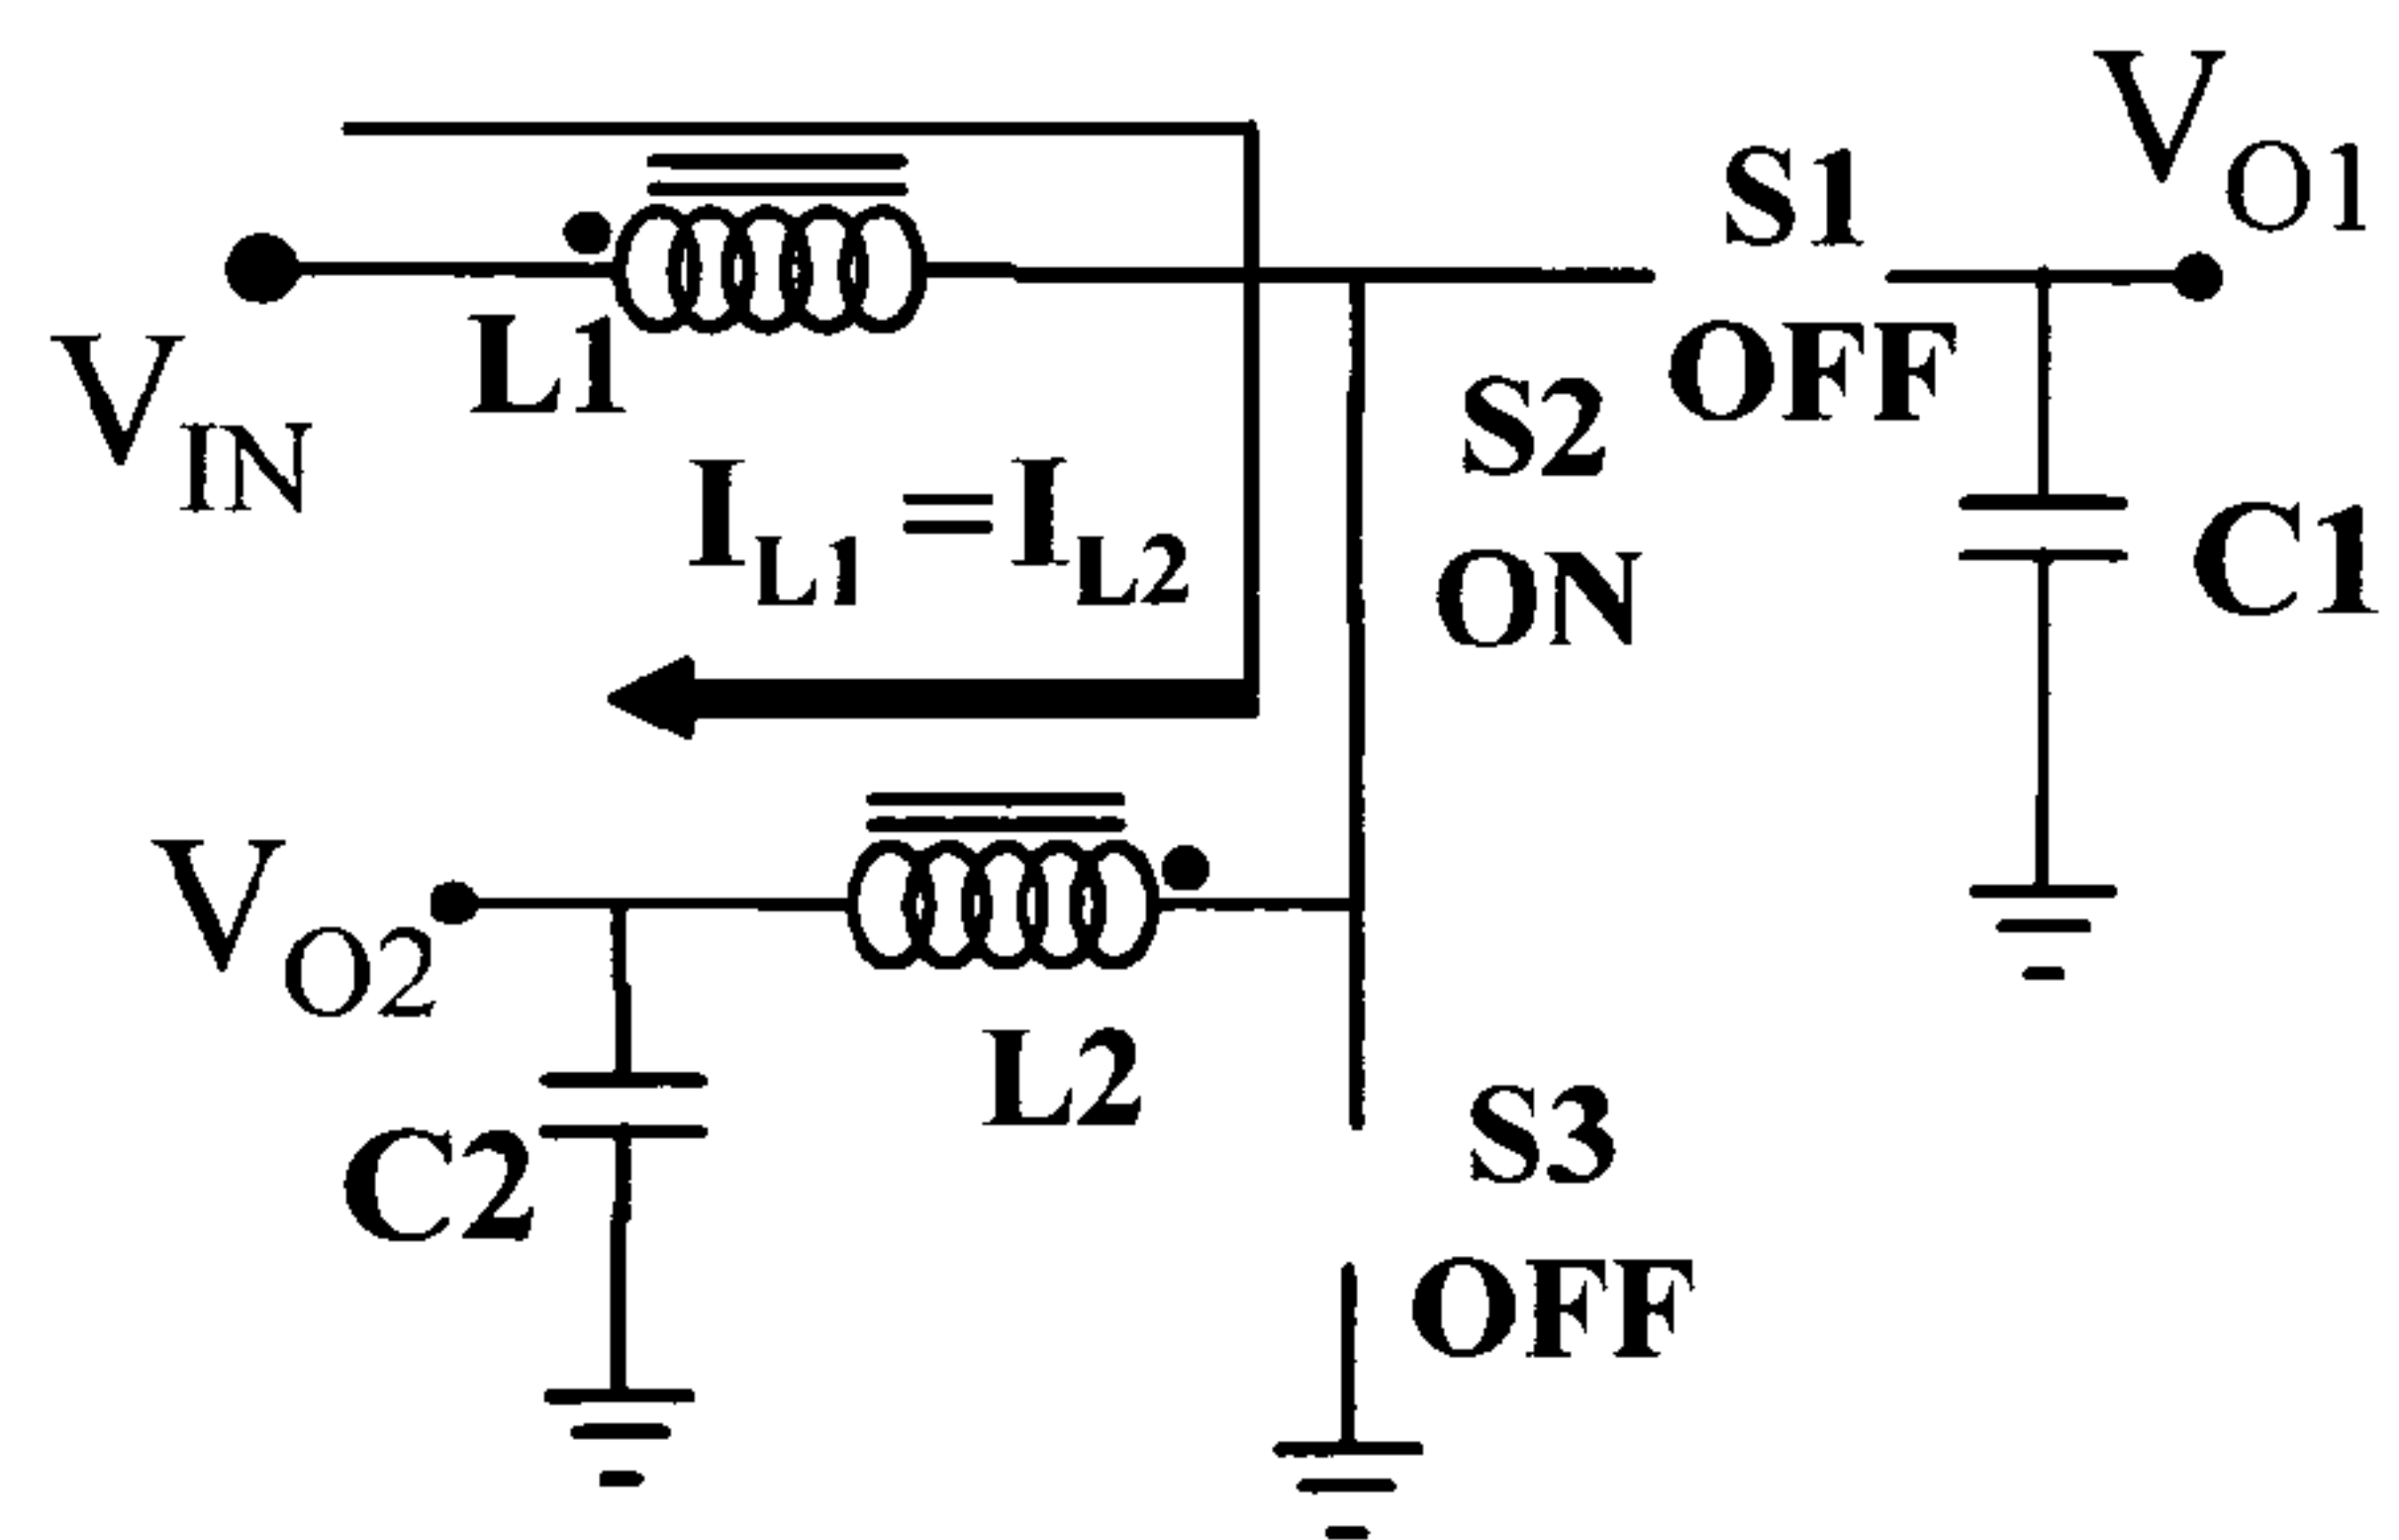 V_O1
S1
OFF
L1
V_IN
S2
ON
I_L1 = I_L2
C1
V_O2
L2
C2
S3
OFF